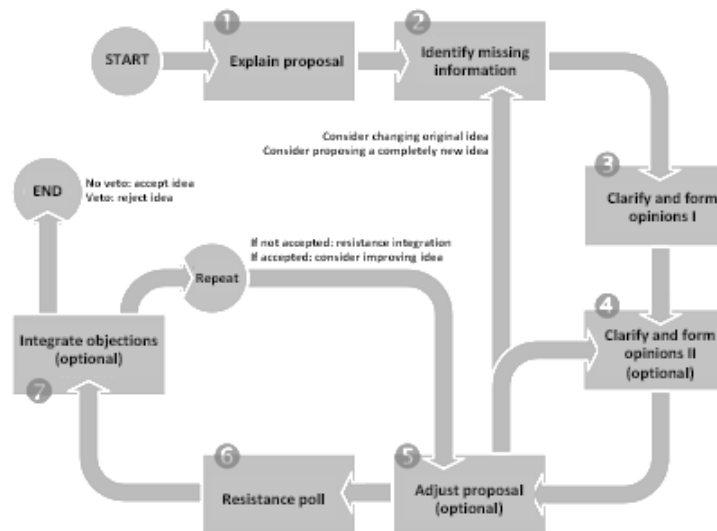 1
2
START
Explain proposal
Identify missing
information
Consider changing original idea
Consider proposing a completely new idea
3
Clarify and form
opinions I
END
No veto: accept idea
Veto: reject idea
If not accepted: resistance integration
If accepted: consider improving idea
Repeat
4
Clarify and form
opinions II
(optional)
Integrate objections
(optional)
7
6
5
Resistance poll
Adjust proposal
(optional)